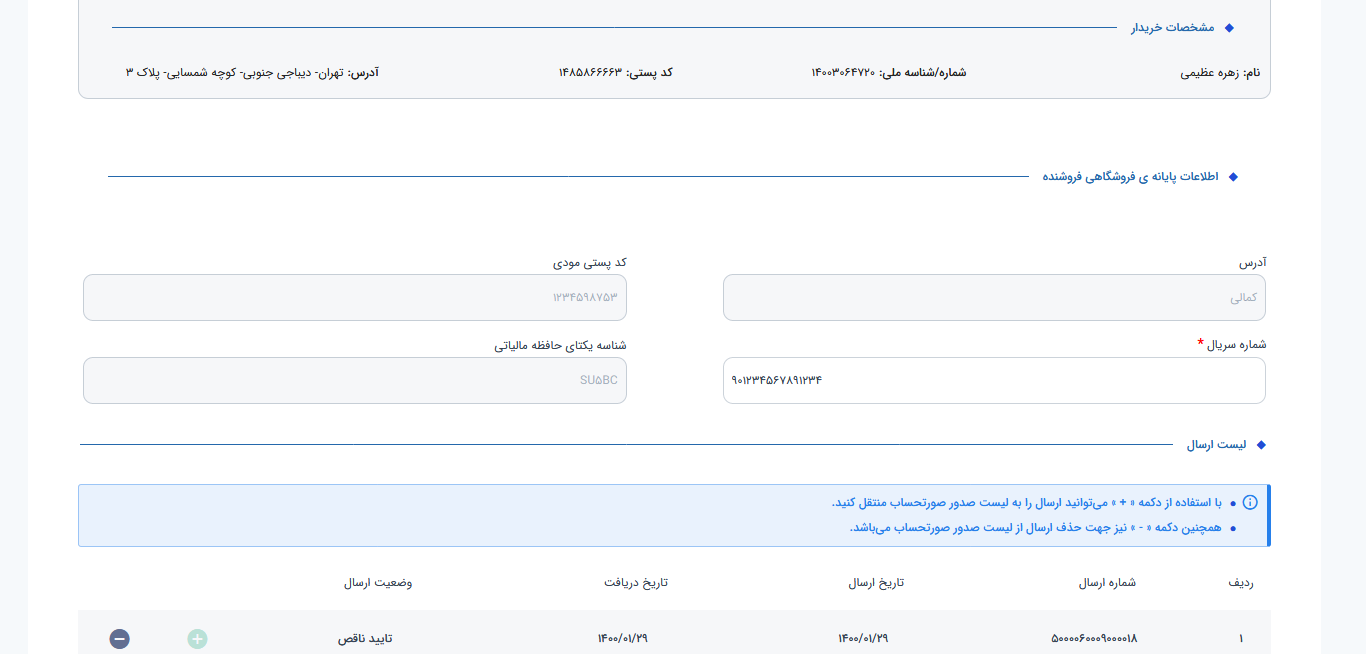 مشخصات خریدار
نام: زهره عظیمی شماره/شناسه ملی: ۱۴۰۰۳۰۶۴۷۲۰ کد پستی: ۱۴۸۵۸۶۶۶۶۳ آدرس: تهران- دیباجی جنوبی- کوچه شمسایی- پلاک ۳
اطلاعات پایانه ی فروشگاهی فروشنده
آدرس کد پستی مودی
کمالی ۱۲۳۴۵۹۸۷۵۳
شماره سریال * شناسه یکتای حافظه مالیاتی
۹۰۱۲۳۴۵۶۷۸۹۱۲۳۴ SU۵BC
لیست ارسال
با استفاده از دکمه « + » می‌توانید ارسال را به لیست صدور صورتحساب منتقل کنید.
همچنین دکمه « - » نیز جهت حذف ارسال از لیست صدور صورتحساب می‌باشد.
ردیف شماره ارسال تاریخ ارسال تاریخ دریافت وضعیت ارسال
۱ ۵۰۰۰۰۶۰۰۰۹۰۰۰۰۱۸ ۱۴۰۰/۰۱/۲۹ ۱۴۰۰/۰۱/۲۹ تایید ناقص